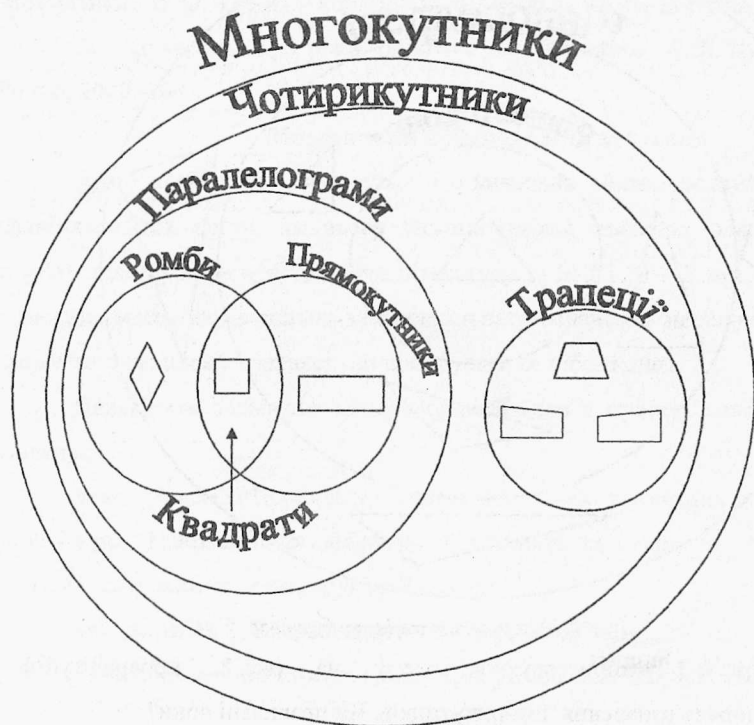 Многокутники
Чотирикутники
Паралелограми
Ромби
Прямокутники
Трапеції
Квадрати